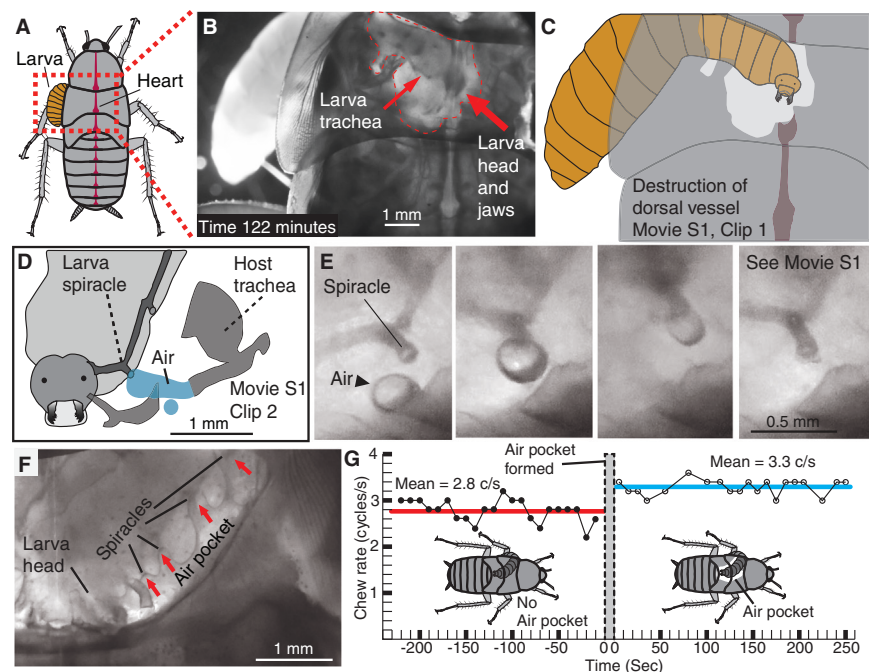 A
Larva
Heart
B
Larva
trachea
Larva
head
and
jaws
Time 122 minutes
1 mm
C
Destruction of
dorsal vessel
Movie S1, Clip 1
D
Larva
spiracle
Host
trachea
Air
Movie S1
Clip 2
1 mm
E
Spiracle
Air
See Movie S1
0.5 mm
F
Larva
head
Spiracles
Air pocket
1 mm
G
Air pocket
formed
Mean = 2.8 c/s
Mean = 3.3 c/s
Chew rate (cycles/s)
4
3
2
1
No
Air pocket
Air pocket
-200 -150 -100 -50 0 0 50 100 150 200 250
Time (Sec)